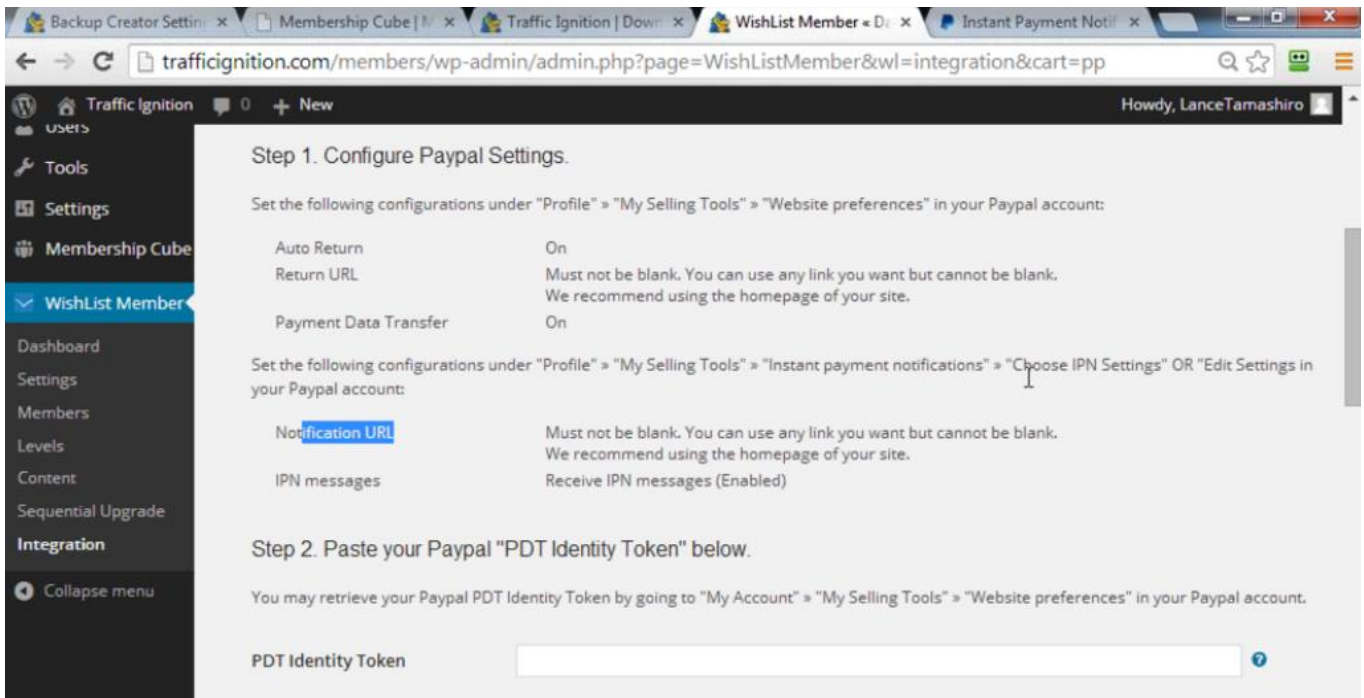 Backup Creator Settin
Membership Cube | M
Traffic Ignition | Down
WishList Member « Da
Instant Payment Notif
trafficignition.com/members/wp-admin/admin.php?page=WishListMember&wl=integration&cart=pp
Traffic Ignition 0 + New Howdy, LanceTamashiro
Users
Tools
Settings
Membership Cube
WishList Member
Dashboard
Settings
Members
Levels
Content
Sequential Upgrade
Integration
Collapse menu
Step 1. Configure Paypal Settings.
Set the following configurations under "Profile" » "My Selling Tools" » "Website preferences" in your Paypal account:
Auto Return On
Return URL Must not be blank. You can use any link you want but cannot be blank.
We recommend using the homepage of your site.
Payment Data Transfer On
Set the following configurations under "Profile" » "My Selling Tools" » "Instant payment notifications" » "Choose IPN Settings" OR "Edit Settings in
your Paypal account:
Notification URL Must not be blank. You can use any link you want but cannot be blank.
We recommend using the homepage of your site.
IPN messages Receive IPN messages (Enabled)
Step 2. Paste your Paypal "PDT Identity Token" below.
You may retrieve your Paypal PDT Identity Token by going to "My Account" » "My Selling Tools" » "Website preferences" in your Paypal account.
PDT Identity Token ?